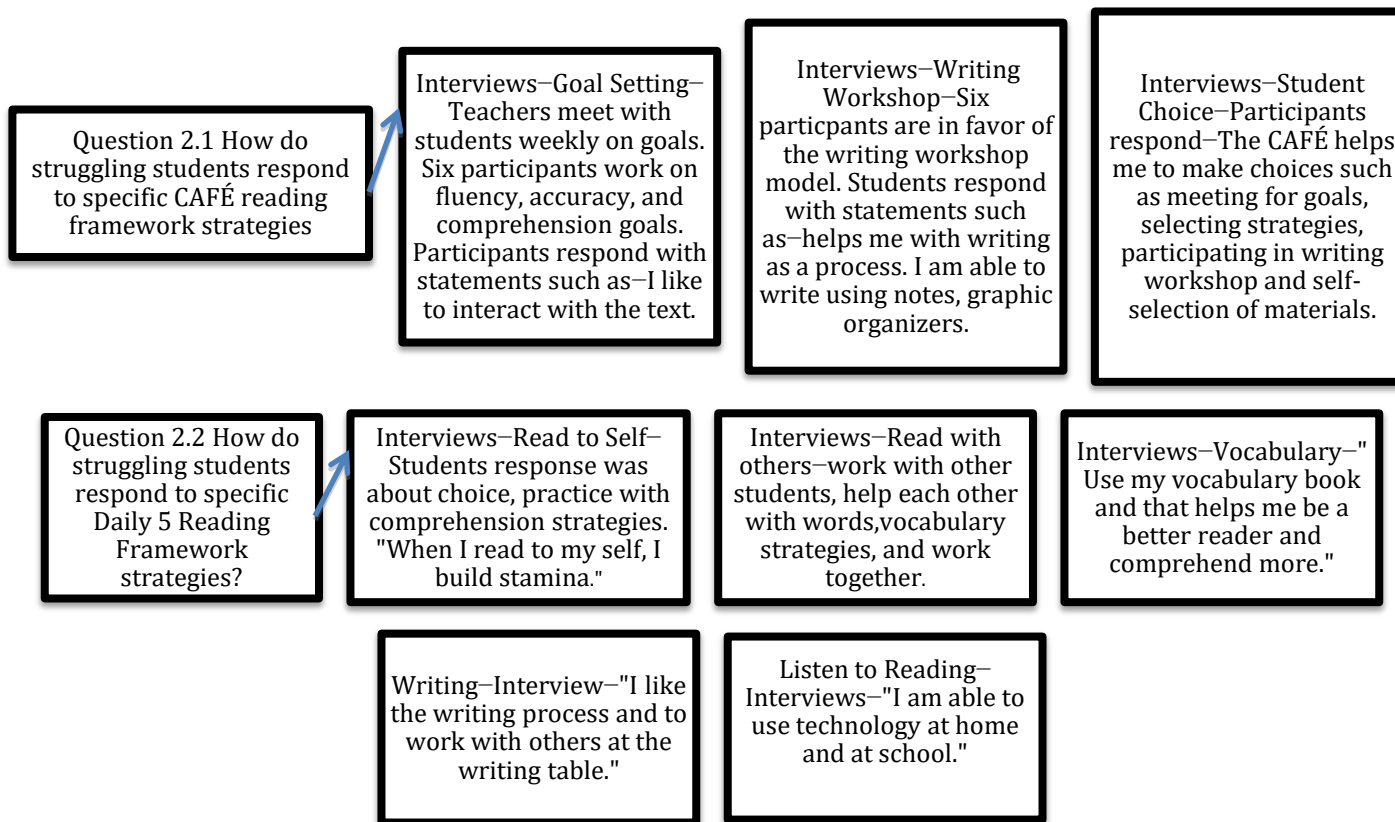 Question 2.1 How do
struggling students respond
to specific CAFÉ reading
framework strategies
Interviews—Goal Setting—
Teachers meet with
students weekly on goals.
Six participants work on
fluency, accuracy, and
comprehension goals.
Participants respond with
statements such as—I like
to interact with the text.
Interviews—Writing
Workshop—Six
particpants are in favor of
the writing workshop
model. Students respond
with statements such
as—helps me with writing
as a process. I am able to
write using notes, graphic
organizers.
Interviews—Student
Choice—Participants
respond—The CAFÉ helps
me to make choices such
as meeting for goals,
selecting strategies,
participating in writing
workshop and self-
selection of materials.
Question 2.2 How do
struggling students
respond to specific
Daily 5 Reading
Framework
strategies?
Interviews—Read to Self—
Students response was
about choice, practice with
comprehension strategies.
"When I read to my self, I
build stamina."
Interviews—Read with
others—work with other
students, help each other
with words,vocabulary
strategies, and work
together.
Interviews—Vocabulary—"
Use my vocabulary book
and that helps me be a
better reader and
comprehend more."
Writing—Interview—"I like
the writing process and to
work with others at the
writing table."
Listen to Reading—
Interviews—"I am able to
use technology at home
and at school."